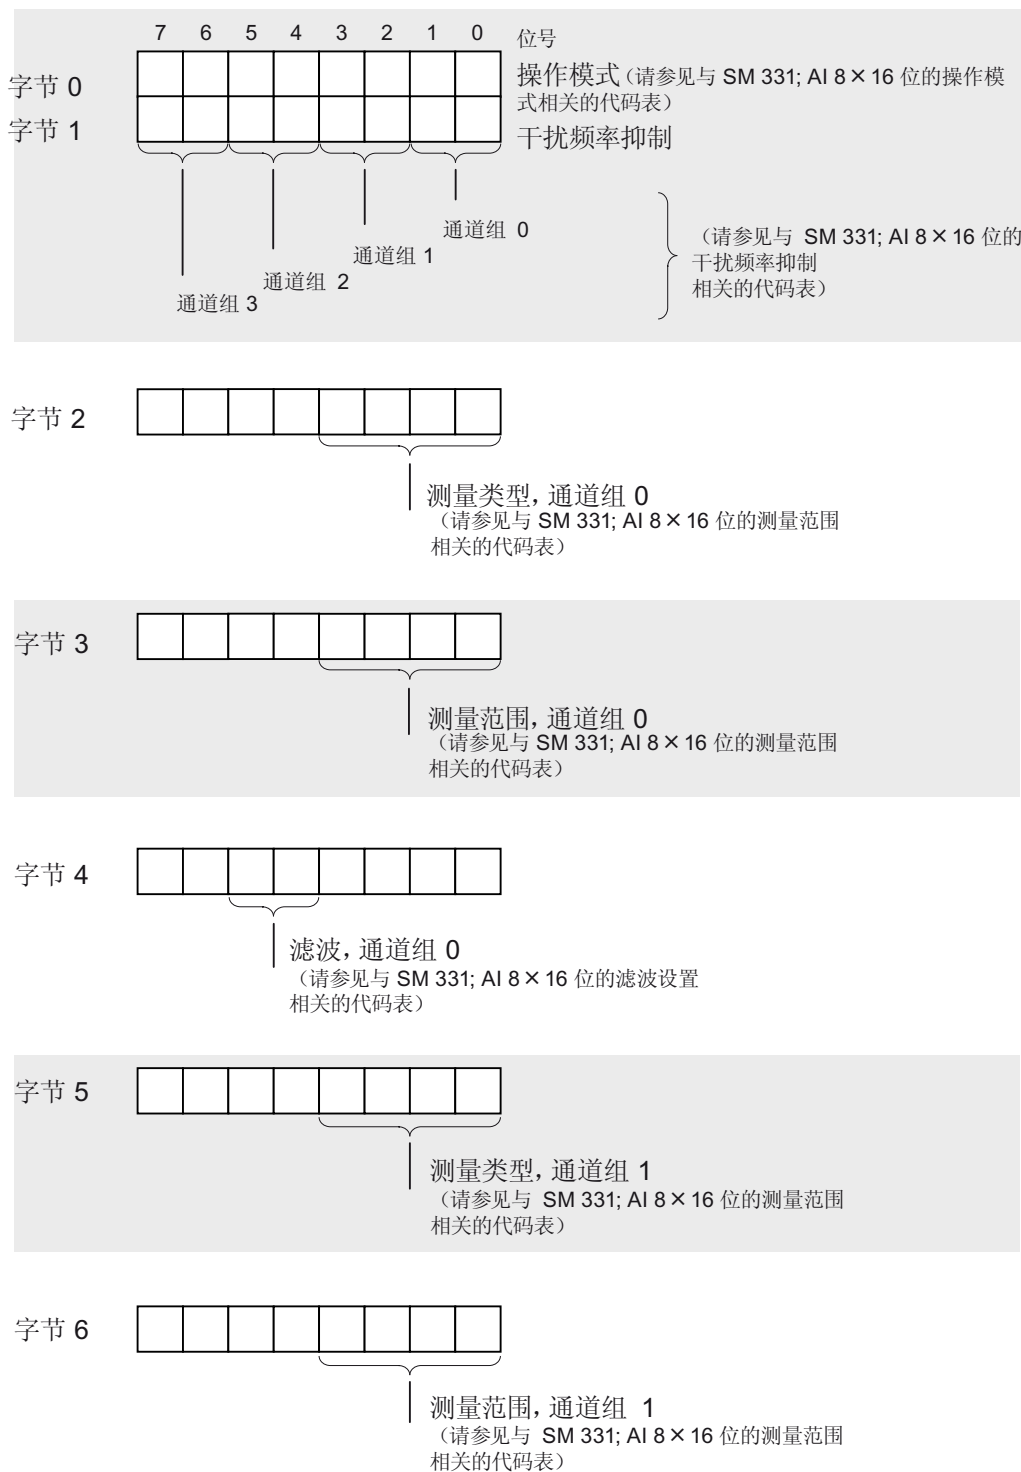 7 6 5 4 3 2 1 0 位号
字节 0
操作模式（请参见与 SM 331; AI 8×16 位的操作模
式相关的代码表）
字节 1
干扰频率抑制
通道组 0
通道组 1
通道组 2
通道组 3
（请参见与 SM 331; AI 8×16 位的
干扰频率抑制
相关的代码表）
字节 2
测量类型，通道组 0
（请参见与 SM 331; AI 8×16 位的测量范围
相关的代码表）
字节 3
测量范围，通道组 0
（请参见与 SM 331; AI 8×16 位的测量范围
相关的代码表）
字节 4
滤波，通道组 0
（请参见与 SM 331; AI 8×16 位的滤波设置
相关的代码表）
字节 5
测量类型，通道组 1
（请参见与 SM 331; AI 8×16 位的测量范围
相关的代码表）
字节 6
测量范围，通道组 1
（请参见与 SM 331; AI 8×16 位的测量范围
相关的代码表）